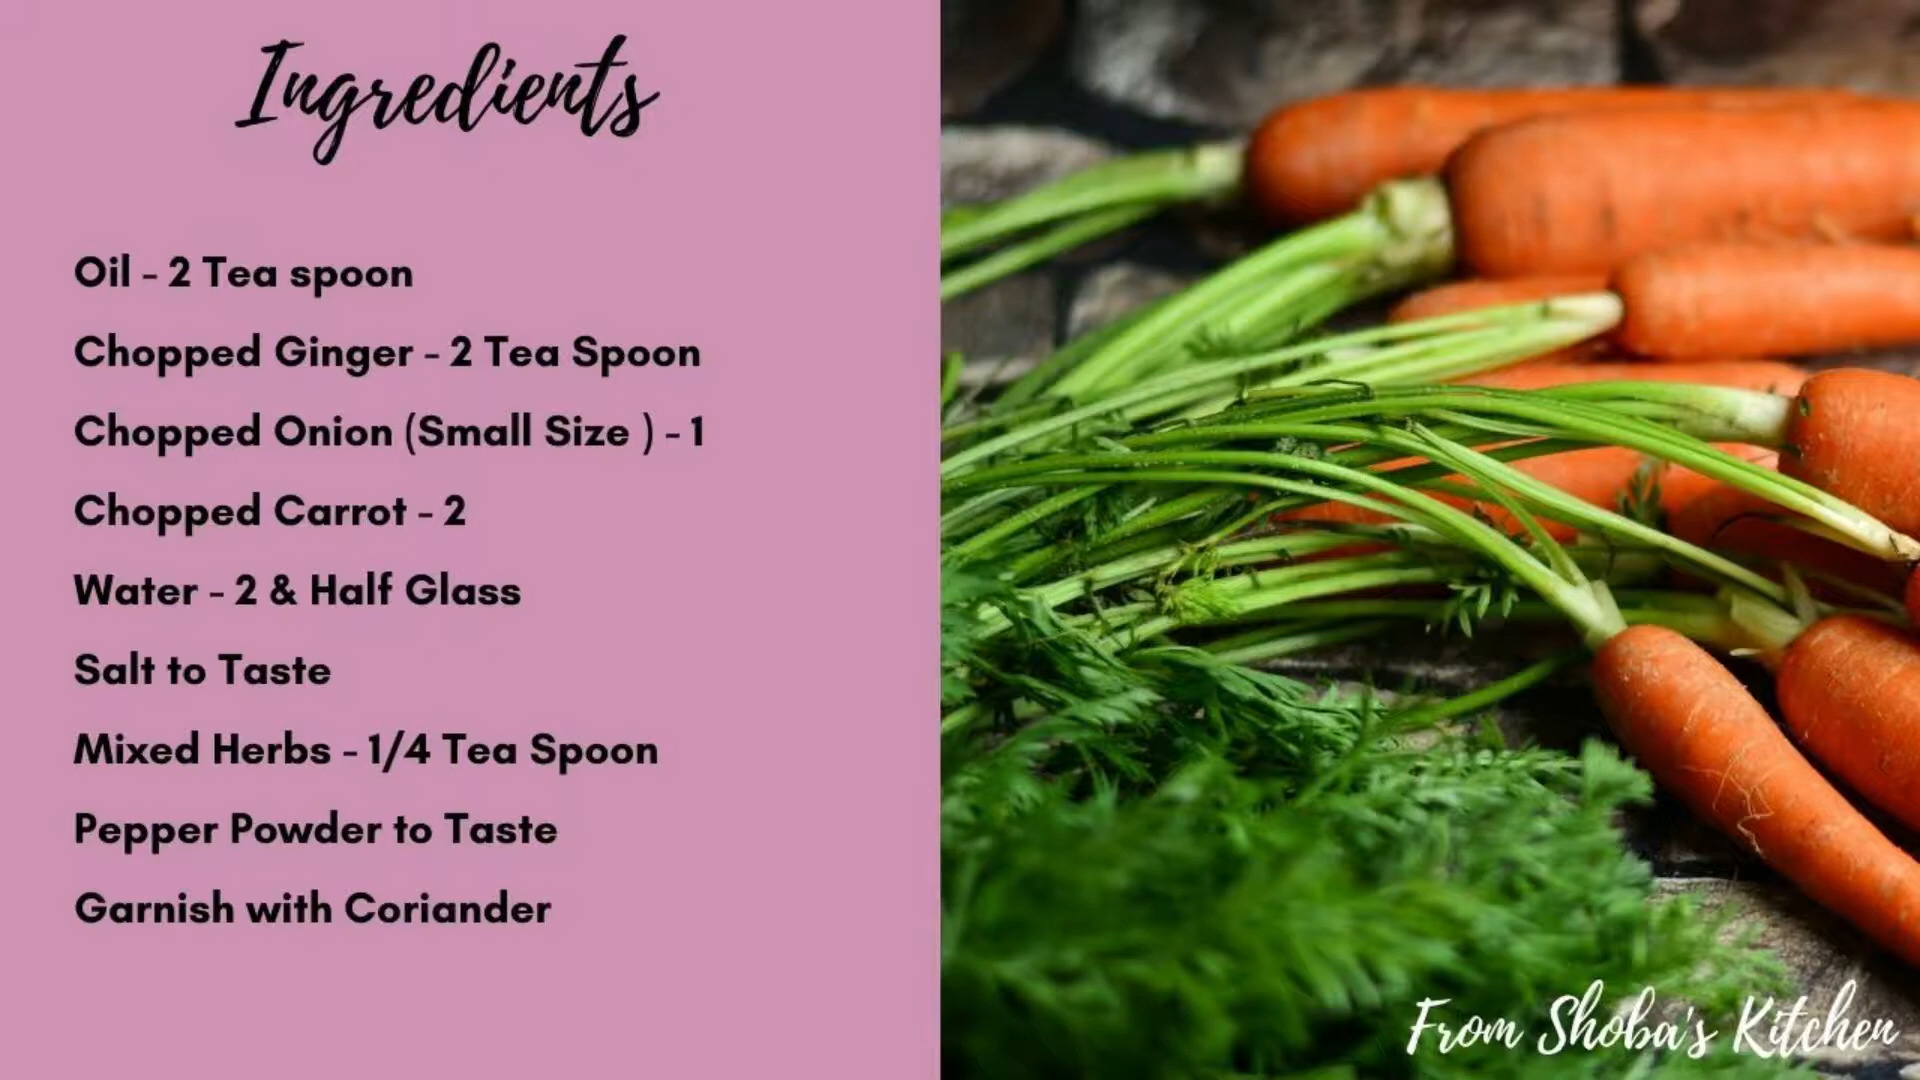 Ingredients
Oil - 2 Tea spoon
Chopped Ginger - 2 Tea Spoon
Chopped Onion (Small Size ) - 1
Chopped Carrot - 2
Water - 2 & Half Glass
Salt to Taste
Mixed Herbs - 1/4 Tea Spoon
Pepper Powder to Taste
Garnish with Coriander
From Shoba's Kitchen